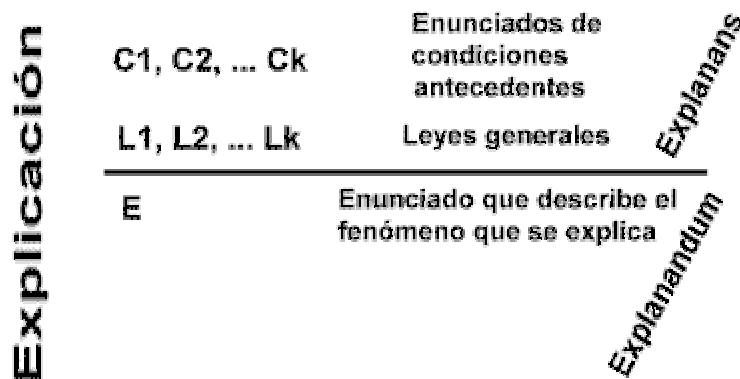 Explicación
C1, C2, ... Ck
Enunciados de
condiciones
antecedentes
Explanans
L1, L2, ... Lk
Leyes generales
E
Enunciado que describe el
fenómeno que se explica
Explanandum